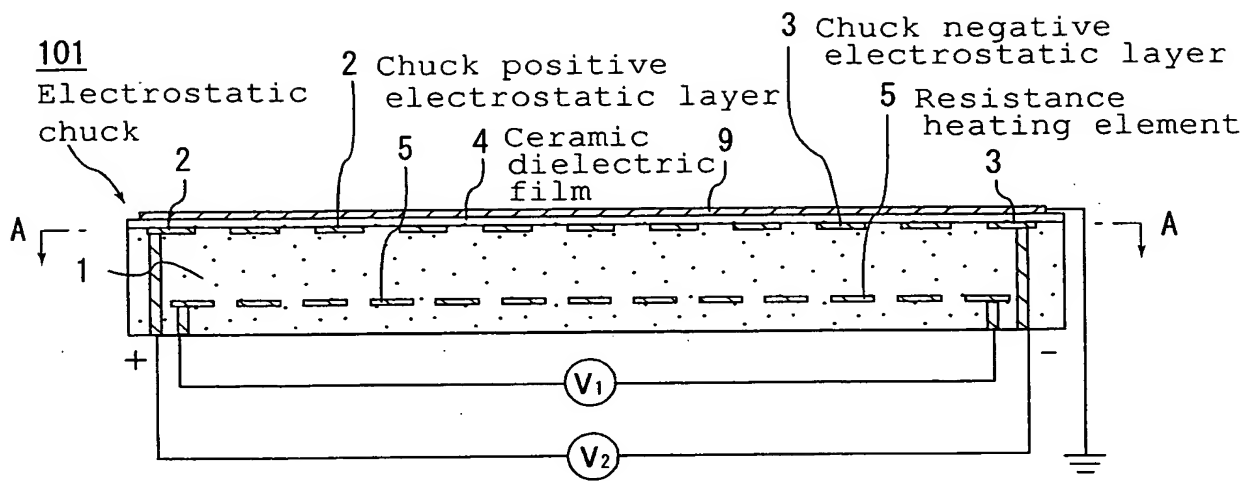 101
Electrostatic
chuck
2 Chuck positive
electrostatic layer
3 Chuck negative
electrostatic layer
5 Resistance
heating element
4 Ceramic
dielectric
film
2
5
9
3
A
A
1
+
-
V1
V2